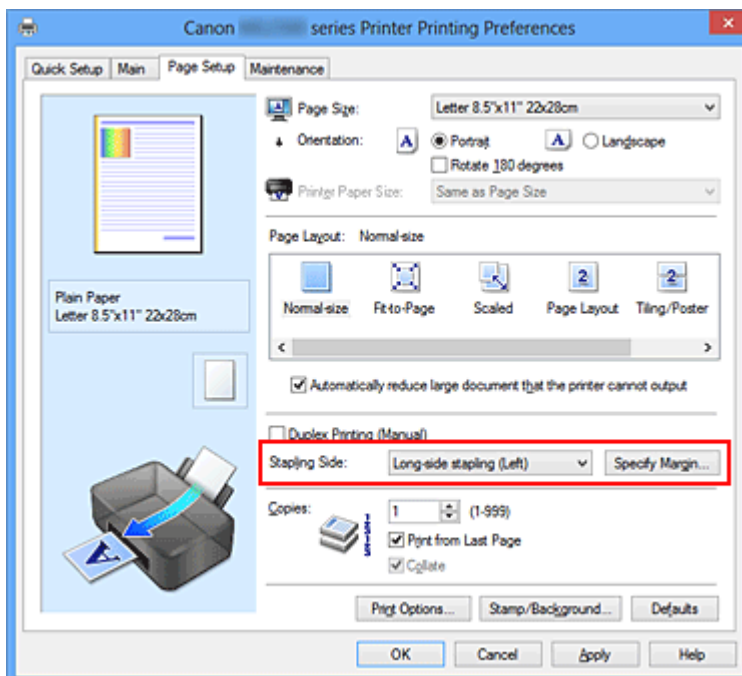 Canon series Printer Printing Preferences
Quick Setup Main Page Setup Maintenance
Page Size: Letter 8.5"x11" 22x28cm
Orientation: A Portrait A Landscape
Rotate 180 degrees
Printer Paper Size: Same as Page Size
Page Layout: Normal-size
Normal-size Fit-to-Page Scaled Page Layout Tiling/Poster
Plain Paper
Letter 8.5"x11" 22x28cm
Automatically reduce large document that the printer cannot output
Duplex Printing (Manual)
Stapling Side: Long-side stapling (Left) Specify Margin...
Copies: 1 (1-999)
Print from Last Page
Collate
Print Options... Stamp/Background... Defaults
OK Cancel Apply Help